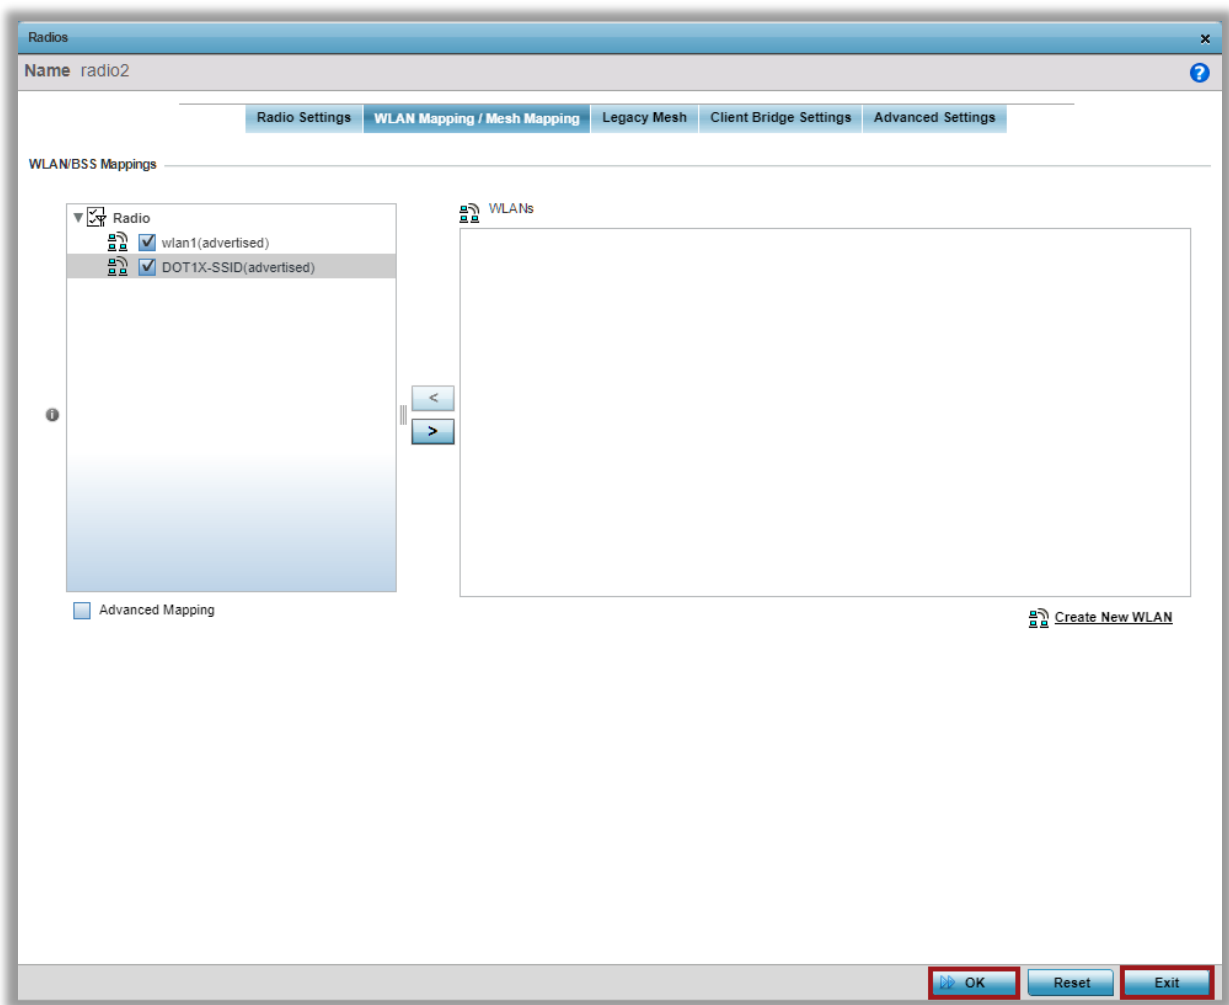 Radios
Name radio2
Radio Settings WLAN Mapping / Mesh Mapping Legacy Mesh Client Bridge Settings Advanced Settings
WLAN/BSS Mappings
Radio
wlan1(advertised)
DOT1X-SSID(advertised)
WLANs
<
>
Advanced Mapping
Create New WLAN
OK Reset Exit